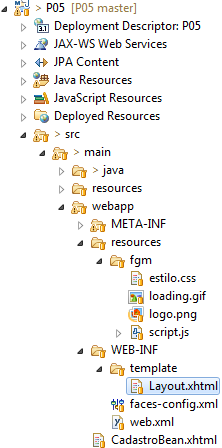 > P05 [P05 master]
Deployment Descriptor: P05
JAX-WS Web Services
JPA Content
Java Resources
JavaScript Resources
Deployed Resources
> src
> main
> java
resources
webapp
META-INF
resources
fgm
estilo.css
loading.gif
logo.png
script.js
WEB-INF
template
Layout.xhtml
faces-config.xml
web.xml
CadastroBean.xhtml